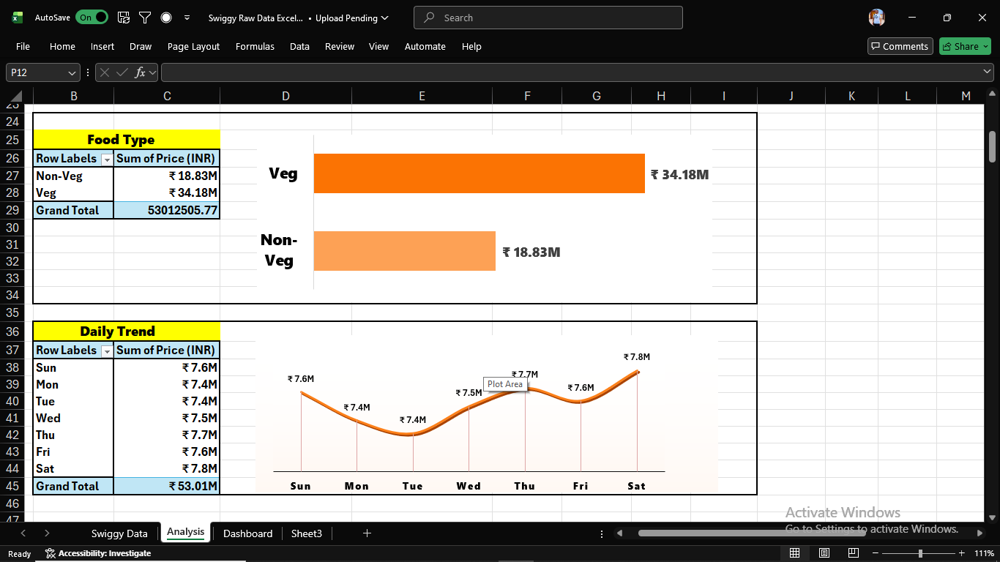 AutoSave On Swiggy Raw Data Excel... • Upload Pending Search
File Home Insert Draw Page Layout Formulas Data Review View Automate Help Comments Share
P12 fx
B C D E F G H I J K L M
24
25 Food Type
26 Row Labels Sum of Price (INR)
27 Non-Veg ₹ 18.83M
28 Veg ₹ 34.18M
29 Grand Total 53012505.77
30
31
32
33
34
Veg ₹ 34.18M
Non-
Veg
₹ 18.83M
35
36 Daily Trend
37 Row Labels Sum of Price (INR)
38 Sun ₹ 7.6M
39 Mon ₹ 7.4M
40 Tue ₹ 7.4M
41 Wed ₹ 7.5M
42 Thu ₹ 7.7M
43 Fri ₹ 7.6M
44 Sat ₹ 7.8M
45 Grand Total ₹ 53.01M
46
47
₹ 7.6M ₹ 7.4M ₹ 7.4M ₹ 7.5M ₹ 7.7M ₹ 7.6M ₹ 7.8M
Plot Area
Sun Mon Tue Wed Thu Fri Sat
Activate Windows
Go to Settings to activate Windows.
Swiggy Data Analysis Dashboard Sheet3
Ready Accessibility: Investigate 111%